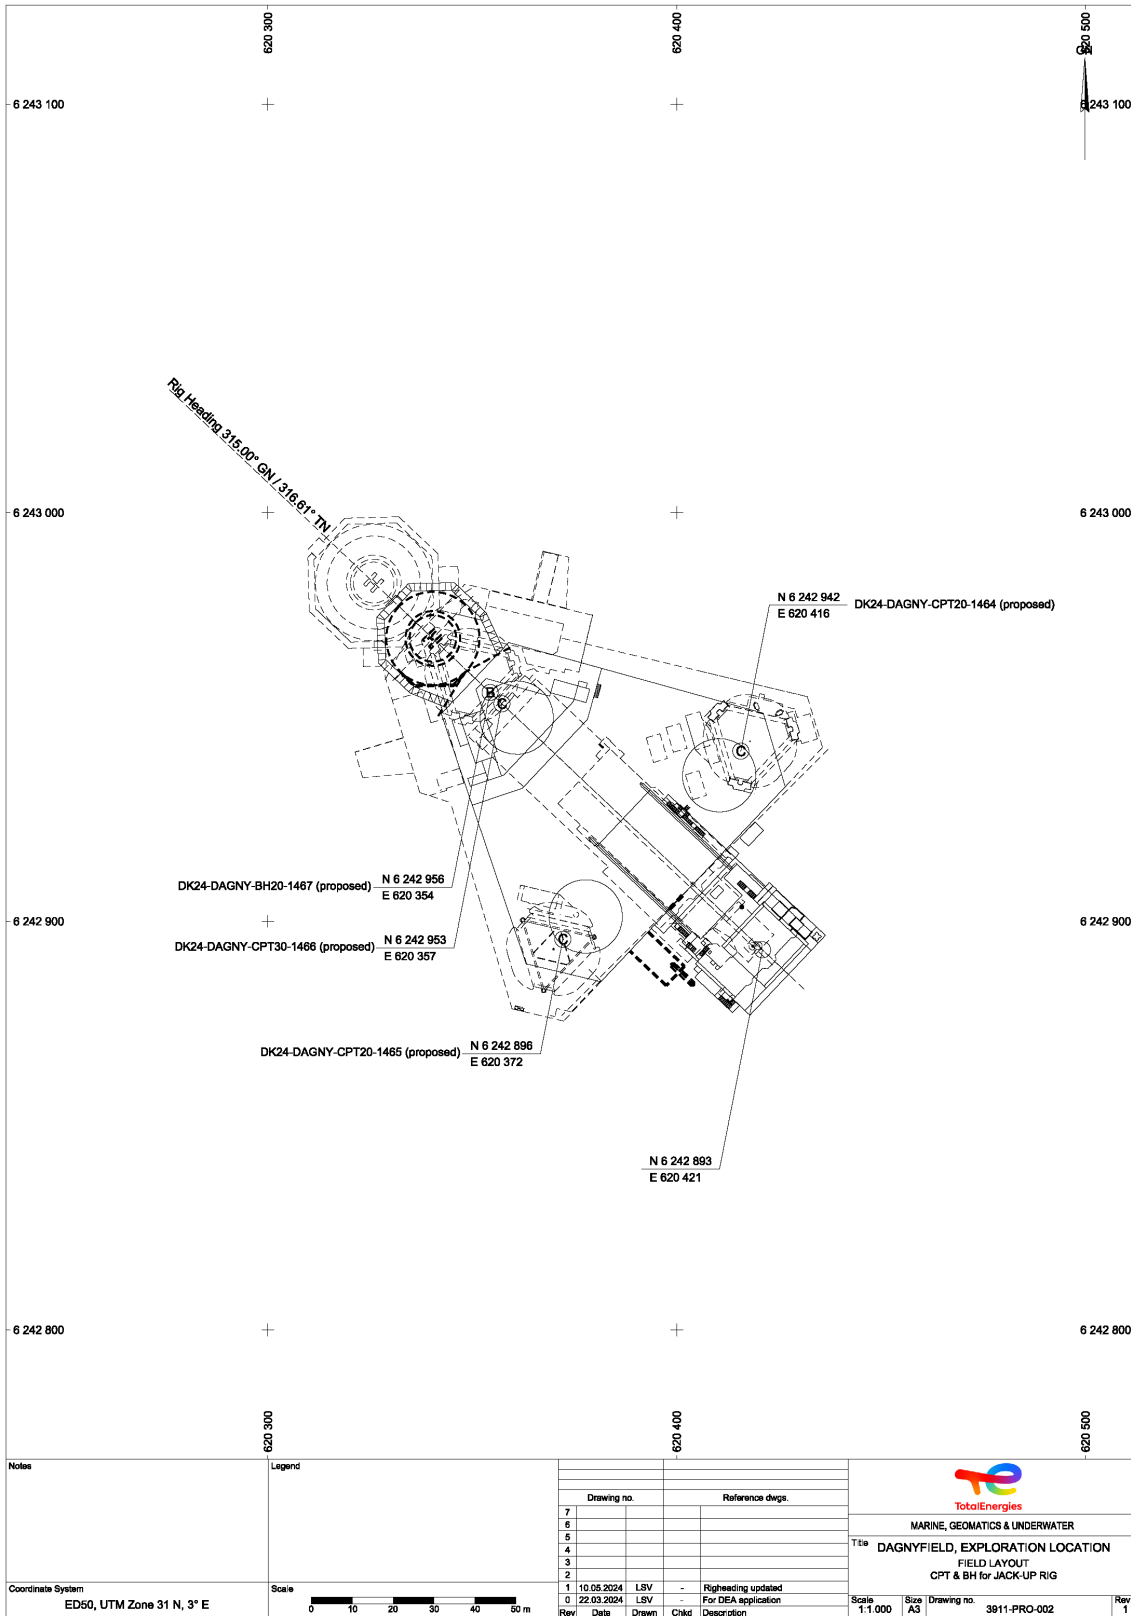 620 300
620 400
620 500
GN
6 243 100
6 243 100
Rig Heading 315.00° GN / 316.61° TN
6 243 000
6 243 000
N 6 242 942
E 620 416
DK24-DAGNY-CPT20-1464 (proposed)
B
C
C
DK24-DAGNY-BH20-1467 (proposed)
N 6 242 956
E 620 354
6 242 900
6 242 900
DK24-DAGNY-CPT30-1466 (proposed)
N 6 242 953
E 620 357
C
DK24-DAGNY-CPT20-1465 (proposed)
N 6 242 896
E 620 372
N 6 242 893
E 620 421
6 242 800
6 242 800
620 300
620 400
620 500
Notes
Legend
Drawing no.
Reference dwgs.
7
6
5
4
3
2
1 10.05.2024 LSV - Righeading updated
0 22.03.2024 LSV - For DEA application
Rev Date Drawn Chkd Description
TotalEnergies
MARINE, GEOMATICS & UNDERWATER
Title DAGNYFIELD, EXPLORATION LOCATION
FIELD LAYOUT
CPT & BH for JACK-UP RIG
Coordinate System
ED50, UTM Zone 31 N, 3° E
Scale
0 10 20 30 40 50 m
Scale
1:1.000
Size
A3
Drawing no.
3911-PRO-002
Rev
1